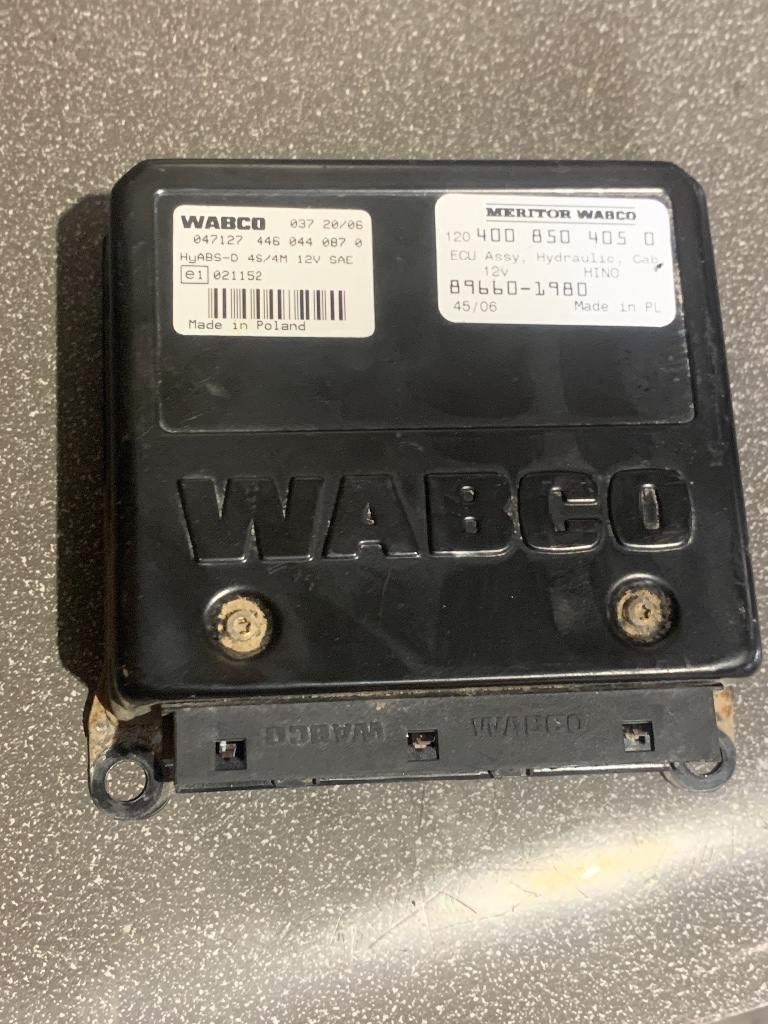 WABCO 037 20/06
047127 446 044 087 0
HyABS-D 4S/4M 12V SAE
e1 021152
Made in Poland
MERITOR WABCO
120 400 850 405 0
ECU Assy, Hydraulic, Cab
12v HINO
89660-1980
45/06 Made in PL
WABCO
WABCO WABCO